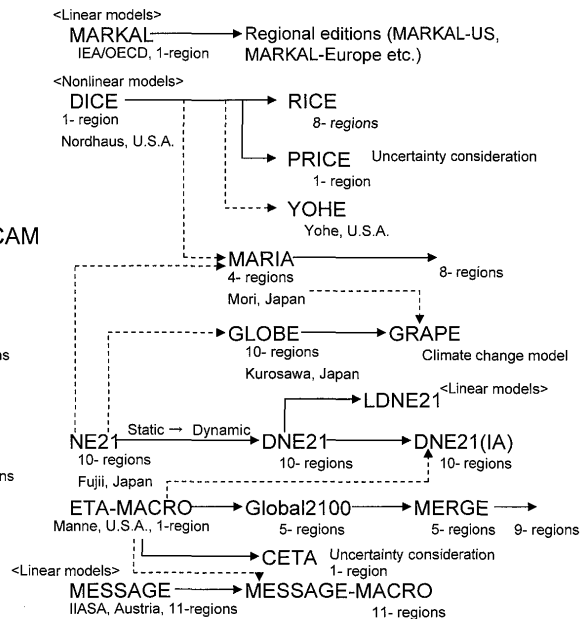 <Linear models>
MARKAL
IEA/OECD, 1-region
Regional editions (MARKAL-US,
MARKAL-Europe etc.)
<Nonlinear models>
DICE
1- region
Nordhaus, U.S.A.
RICE
8- regions
PRICE
Uncertainty consideration
1- region
YOHE
Yohe, U.S.A.
CAM
MARIA
4- regions
8- regions
Mori, Japan
GLOBE
GRAPE
10- regions
Climate change model
Kurosawa, Japan
ns
<Linear models>
LDNE21
Static → Dynamic
NE21
DNE21
DNE21(IA)
10- regions
10- regions
10- regions
Fujii, Japan
ns
ETA-MACRO
Global2100
MERGE
Manne, U.S.A., 1-region
5- regions
5- regions
9- regions
CETA
Uncertainty consideration
1- region
<Linear models>
MESSAGE
MESSAGE-MACRO
IIASA, Austria, 11-regions
11- regions